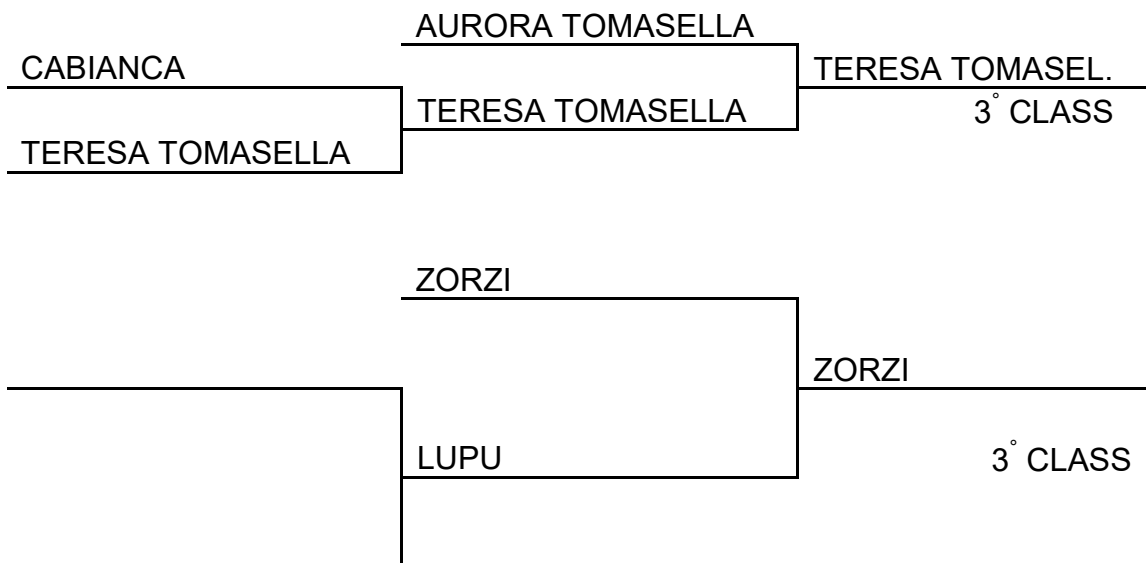 AURORA TOMASELLA
CABIANCA
TERESA TOMASEL.
TERESA TOMASELLA
3° CLASS
TERESA TOMASELLA
ZORZI
ZORZI
LUPU
3° CLASS